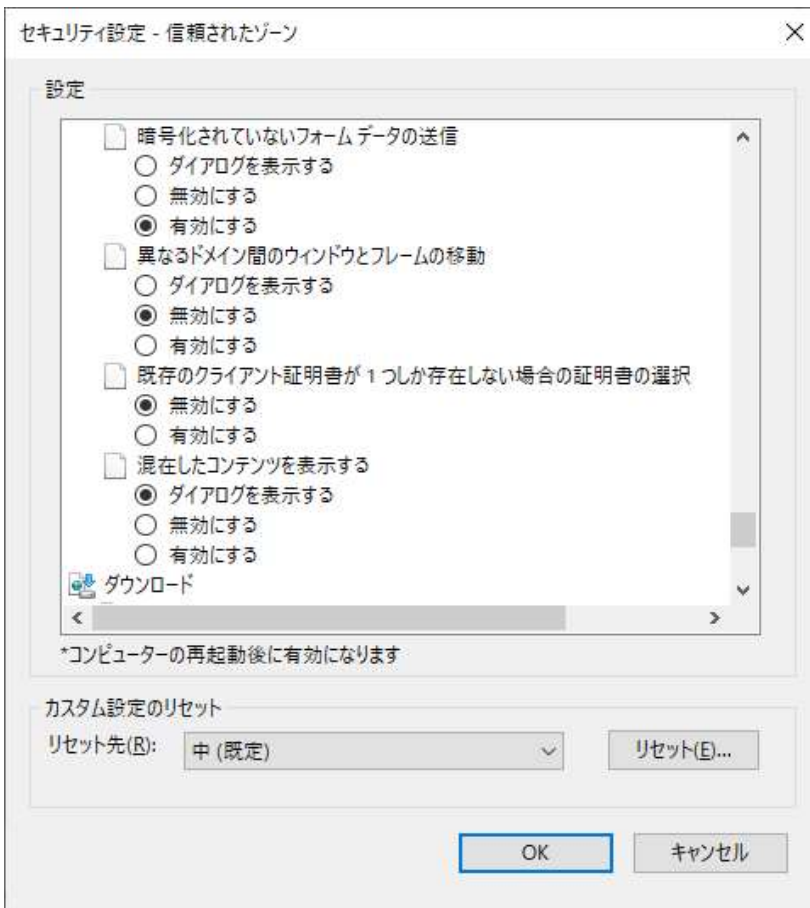 セキュリティ設定 - 信頼されたゾーン
設定
暗号化されていないフォーム データの送信
ダイアログを表示する
無効にする
有効にする
異なるドメイン間のウィンドウとフレームの移動
ダイアログを表示する
無効にする
有効にする
既存のクライアント証明書が 1 つしか存在しない場合の証明書の選択
無効にする
有効にする
混在したコンテンツを表示する
ダイアログを表示する
無効にする
有効にする
ダウンロード
*コンピューターの再起動後に有効になります
カスタム設定のリセット
リセット先(R): 中 (既定) リセット(E)...
OK キャンセル